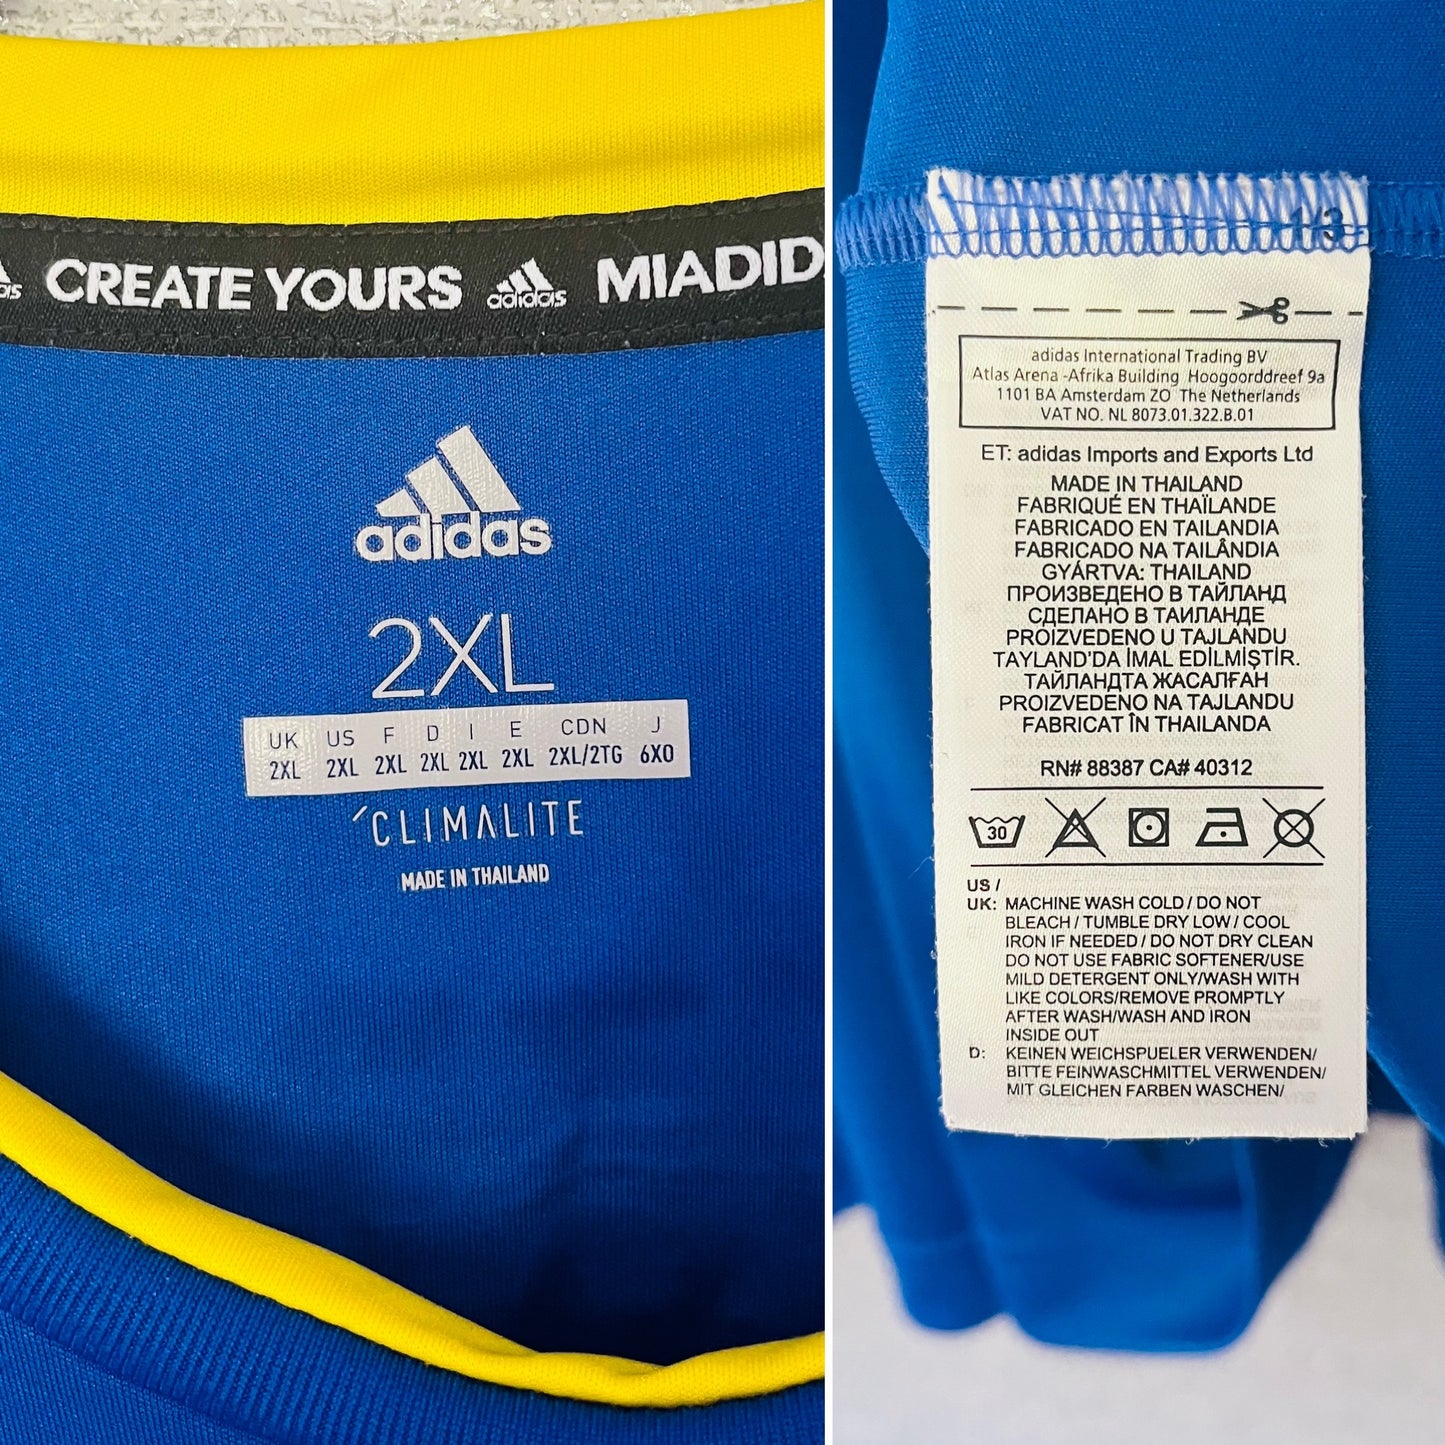 as
CREATE YOURS
adidas
MIADID
adidas
2XL
UK US F D I E CDN J
2XL 2XL 2XL 2XL 2XL 2XL 2XL/2TG 6XO
CLIMALITE
MADE IN THAILAND
1/3
adidas International Trading BV
Atlas Arena -Afrika Building Hoogoorddreef 9a
1101 BA Amsterdam ZO The Netherlands
VAT NO. NL 8073.01.322.B.01
ET: adidas Imports and Exports Ltd
MADE IN THAILAND
FABRIQUÉ EN THAÏLANDE
FABRICADO EN TAILANDIA
FABRICADO NA TAILÂNDIA
GYÁRTVA: THAILAND
ПРОИЗВЕДЕНО В ТАЙЛАНД
СДЕЛАНО В ТАИЛАНДЕ
PROIZVEDENO U TAJLANDU
TAYLAND'DA İMAL EDİLMİŞTİR.
ТАЙЛАНДТА ЖАСАЛҒАН
PROIZVEDENO NA TAJLANDU
FABRICAT ÎN THAILANDA
RN# 88387 CA# 40312
30
US /
UK: MACHINE WASH COLD / DO NOT
BLEACH / TUMBLE DRY LOW / COOL
IRON IF NEEDED / DO NOT DRY CLEAN
DO NOT USE FABRIC SOFTENER/USE
MILD DETERGENT ONLY/WASH WITH
LIKE COLORS/REMOVE PROMPTLY
AFTER WASH/WASH AND IRON
INSIDE OUT
D: KEINEN WEICHSPUELER VERWENDEN/
BITTE FEINWASCHMITTEL VERWENDEN/
MIT GLEICHEN FARBEN WASCHEN/